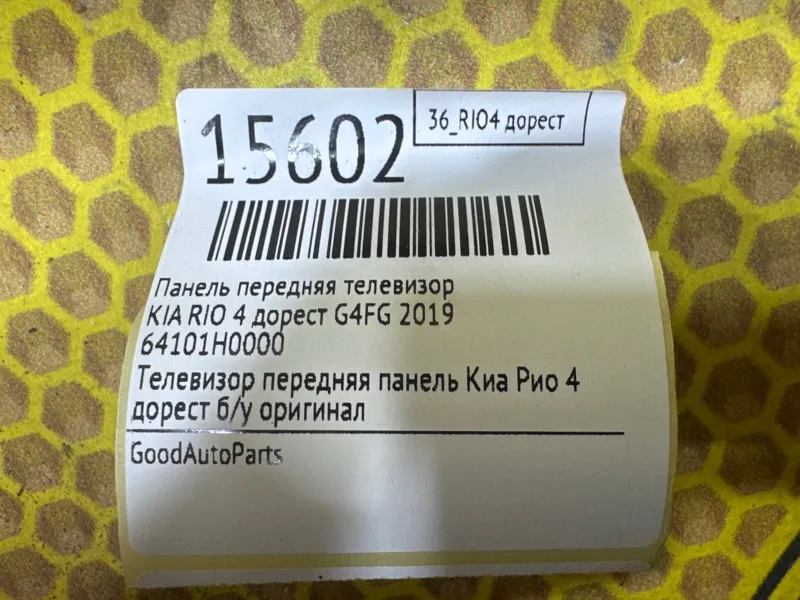 15602
36_RIO4 дорест
Панель передняя телевизор
KIA RIO 4 дорест G4FG 2019
64101H0000
Телевизор передняя панель Киа Рио 4
дорест б/у оригинал
GoodAutoParts